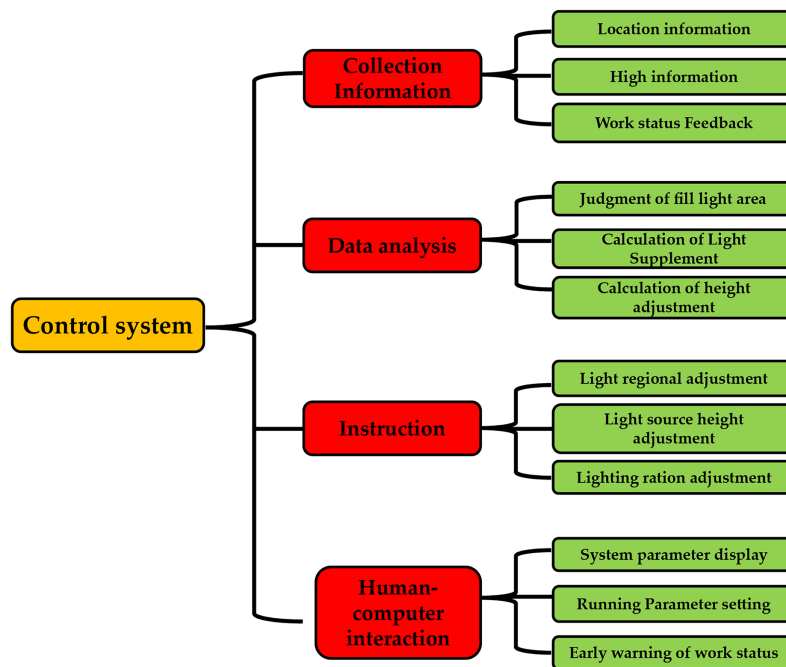 Control system
Collection
Information
Location information
High information
Work status Feedback
Data analysis
Judgment of fill light area
Calculation of Light
Supplement
Calculation of height
adjustment
Instruction
Light regional adjustment
Light source height
adjustment
Lighting ration adjustment
Human-
computer
interaction
System parameter display
Running Parameter setting
Early warning of work status